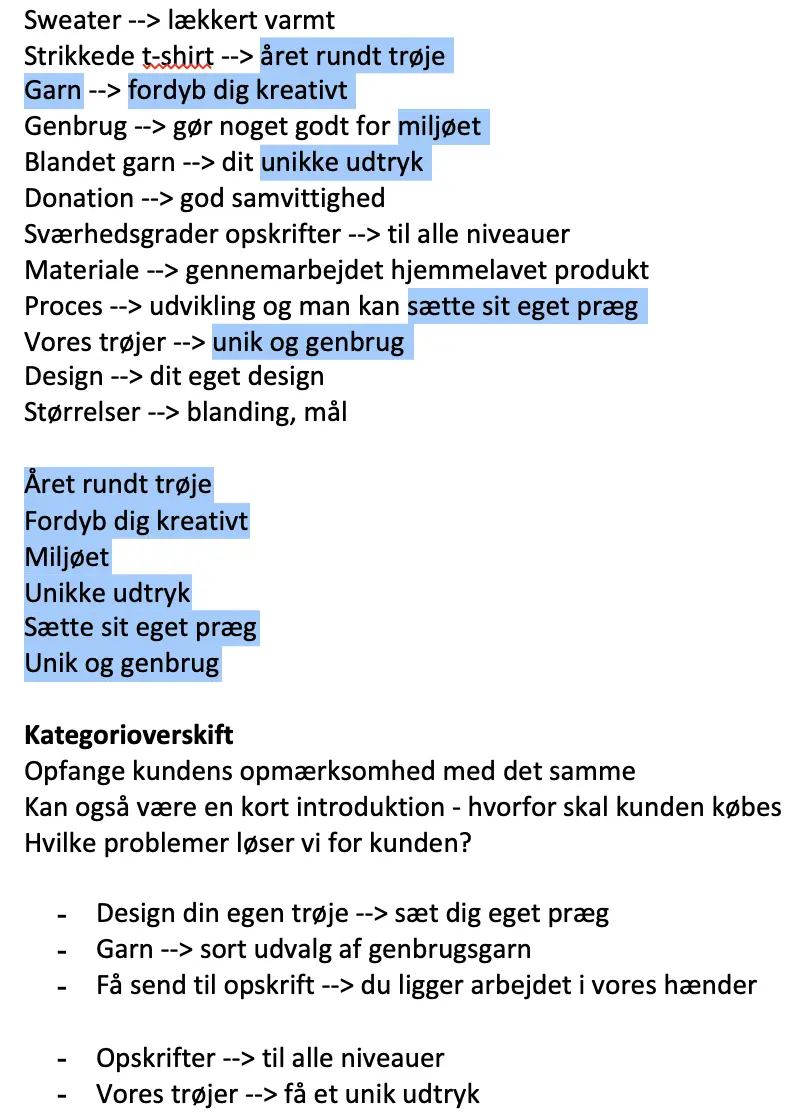 Sweater --> lækkert varmt
Strikkede t-shirt --> året rundt trøje
Garn --> fordyb dig kreativt
Genbrug --> gør noget godt for miljøet
Blandet garn --> dit unikke udtryk
Donation --> god samvittighed
Sværhedsgrader opskrifter --> til alle niveauer
Materiale --> gennemarbejdet hjemmelavet produkt
Proces --> udvikling og man kan sætte sit eget præg
Vores trøjer --> unik og genbrug
Design --> dit eget design
Størrelser --> blanding, mål
Året rundt trøje
Fordyb dig kreativt
Miljøet
Unikke udtryk
Sætte sit eget præg
Unik og genbrug
Kategorioverskift
Opfange kundens opmærksomhed med det samme
Kan også være en kort introduktion - hvorfor skal kunden købes
Hvilke problemer løser vi for kunden?
- Design din egen trøje --> sæt dig eget præg
- Garn --> sort udvalg af genbrugsgarn
- Få send til opskrift --> du ligger arbejdet i vores hænder
- Opskrifter --> til alle niveauer
- Vores trøjer --> få et unik udtryk